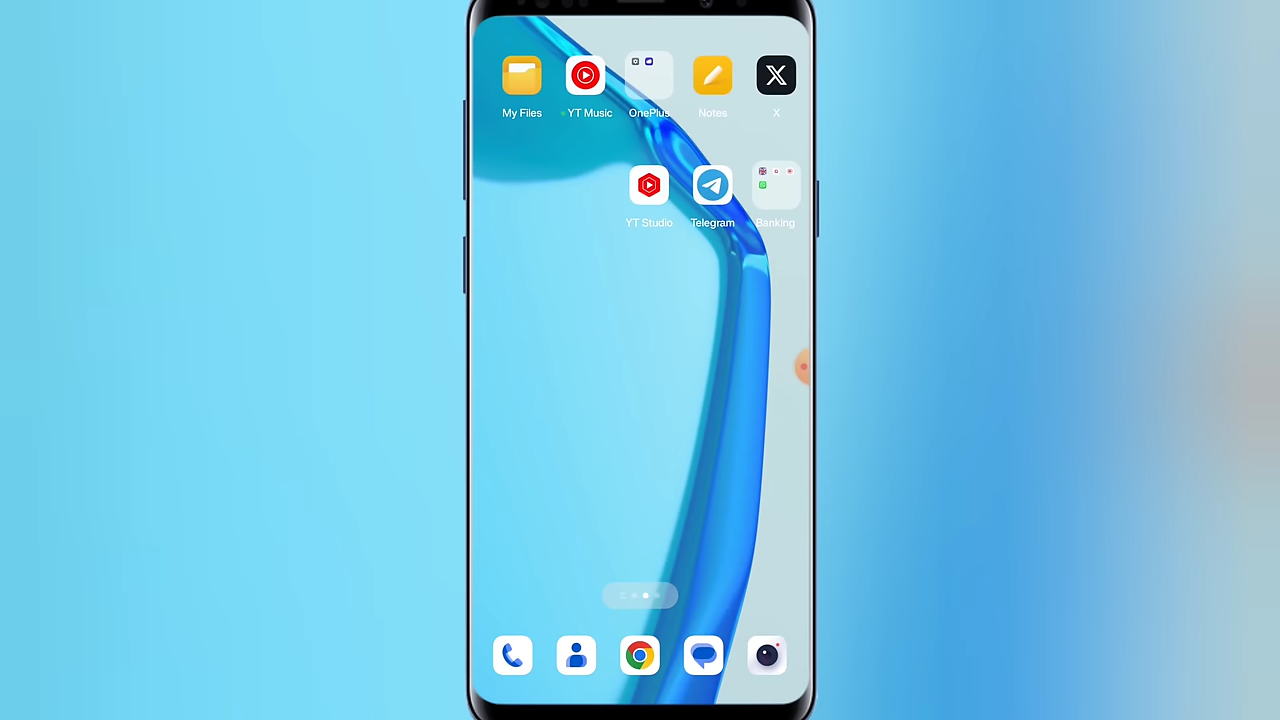 My Files
YT Music
OnePlus
Notes
X
YT Studio
Telegram
Banking